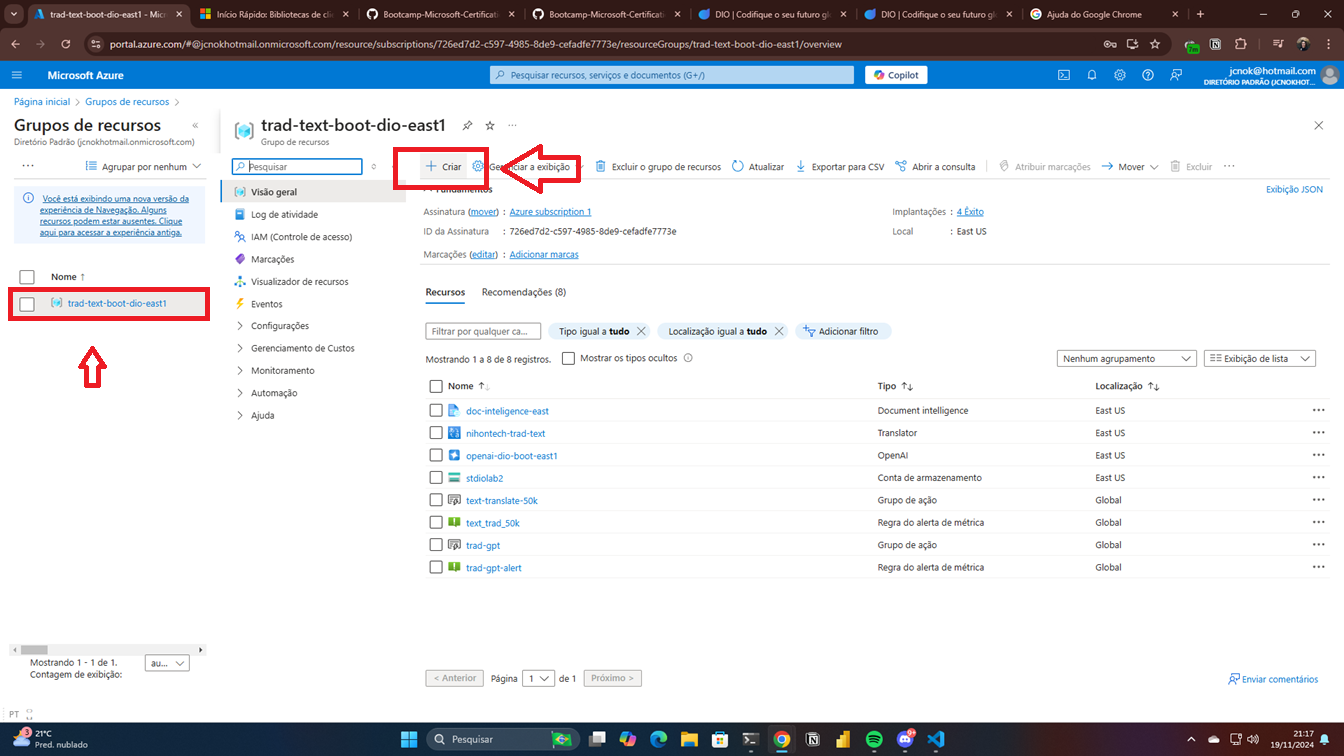 trad-text-boot-dio-east1 - Micr
Início Rápido: Bibliotecas de cli
Bootcamp-Microsoft-Certificati
Bootcamp-Microsoft-Certificati
DIO | Codifique o seu futuro gl
DIO | Codifique o seu futuro gl
Ajuda do Google Chrome
portal.azure.com/#@jcnokhotmail.onmicrosoft.com/resource/subscriptions/726ed7d2-c597-4985-8de9-cefadfe7773e/resourceGroups/trad-text-boot-dio-east1/overview
7m
Microsoft Azure
Pesquisar recursos, serviços e documentos (G+/)
Copilot
jcnok@hotmail.com
DIRETÓRIO PADRÃO (JCNOKHOT...
Página inicial > Grupos de recursos >
Grupos de recursos
Diretório Padrão (jcnokhotmail.onmicrosoft.com)
... Agrupar por nenhum
Você está exibindo uma nova versão da
experiência de Navegação. Alguns
recursos podem estar ausentes. Clique
aqui para acessar a experiência antiga.
Nome ↑
trad-text-boot-dio-east1
Mostrando 1 - 1 de 1.
Contagem de exibição:
au...
trad-text-boot-dio-east1
Grupo de recursos
Pesquisar
Visão geral
Log de atividade
IAM (Controle de acesso)
Marcações
Visualizador de recursos
Eventos
Configurações
Gerenciamento de Custos
Monitoramento
Automação
Ajuda
+ Criar Gerenciar a exibição Excluir o grupo de recursos Atualizar Exportar para CSV Abrir a consulta Atribuir marcações Mover Excluir ...
Fundamentos
Exibição JSON
Assinatura (mover) : Azure subscription 1
Implantações : 4 Êxito
ID da Assinatura : 726ed7d2-c597-4985-8de9-cefadfe7773e
Local : East US
Marcações (editar) : Adicionar marcas
Recursos Recomendações (8)
Filtrar por qualquer ca... Tipo igual a tudo Localização igual a tudo Adicionar filtro
Mostrando 1 a 8 de 8 registros. Mostrar os tipos ocultos
Nenhum agrupamento Exibição de lista
Nome ↑↓ Tipo ↑↓ Localização ↑↓
doc-inteligence-east Document intelligence East US
nihontech-trad-text Translator East US
openai-dio-boot-east1 OpenAI East US
stdiolab2 Conta de armazenamento East US
text-translate-50k Grupo de ação Global
text_trad_50k Regra do alerta de métrica Global
trad-gpt Grupo de ação Global
trad-gpt-alert Regra do alerta de métrica Global
< Anterior Página 1 de 1 Próximo >
Enviar comentários
PT
3
21°C
Pred. nublado
Pesquisar
21:17
19/11/2024